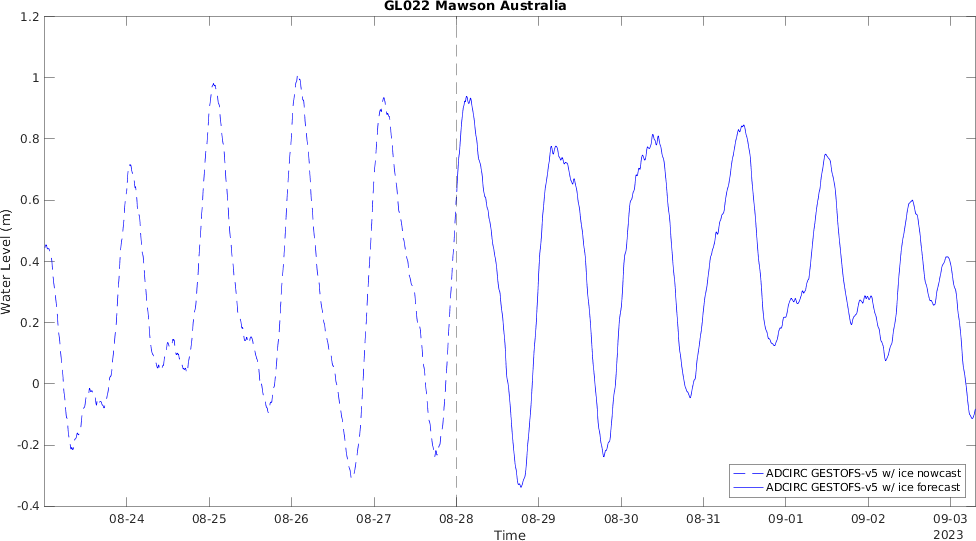 GL022 Mawson Australia
1.2
1
0.8
0.6
0.4
0.2
0
-0.2
-0.4
Water Level (m)
08-24 08-25 08-26 08-27 08-28 08-29 08-30 08-31 09-01 09-02 09-03
2023
Time
ADCIRC GESTOFS-v5 w/ ice nowcast
ADCIRC GESTOFS-v5 w/ ice forecast